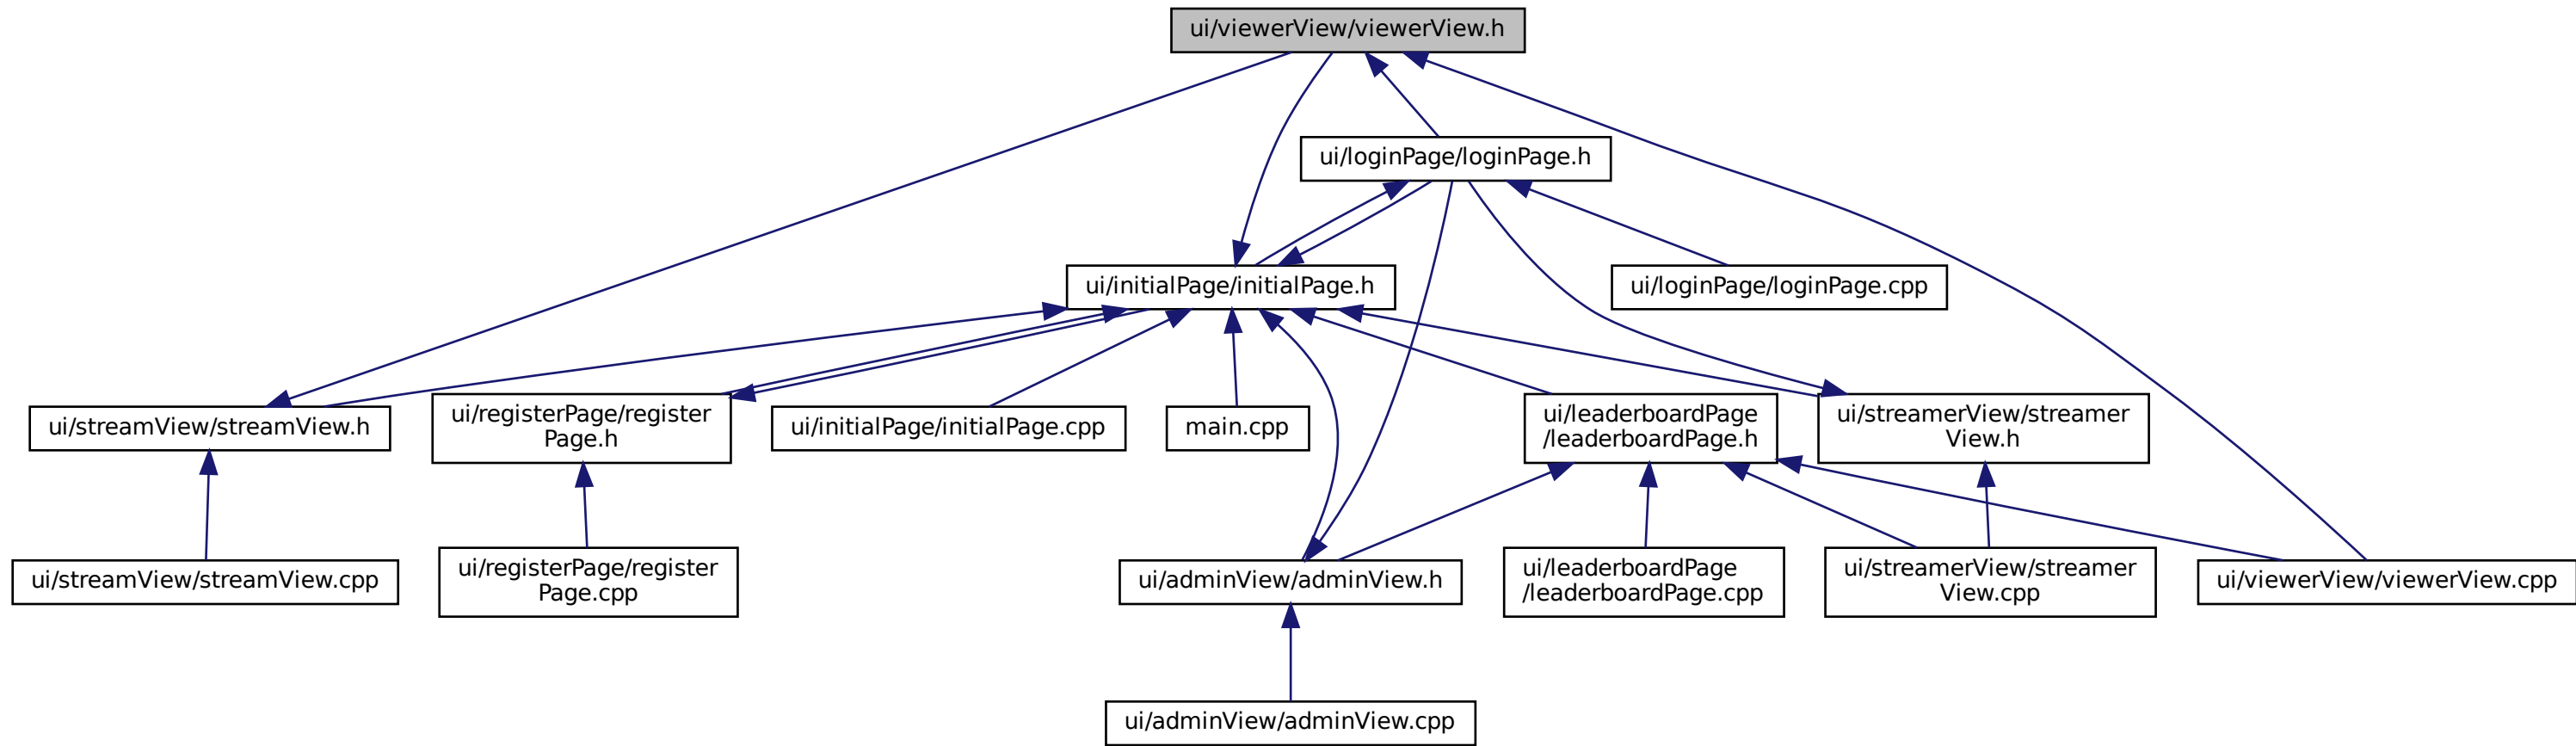 ui/viewerView/viewerView.h
ui/loginPage/loginPage.h
ui/initialPage/initialPage.h
ui/loginPage/loginPage.cpp
ui/streamView/streamView.h
ui/registerPage/register
Page.h
ui/initialPage/initialPage.cpp
main.cpp
ui/leaderboardPage
/leaderboardPage.h
ui/streamerView/streamer
View.h
ui/streamView/streamView.cpp
ui/registerPage/register
Page.cpp
ui/adminView/adminView.h
ui/leaderboardPage
/leaderboardPage.cpp
ui/streamerView/streamer
View.cpp
ui/viewerView/viewerView.cpp
ui/adminView/adminView.cpp